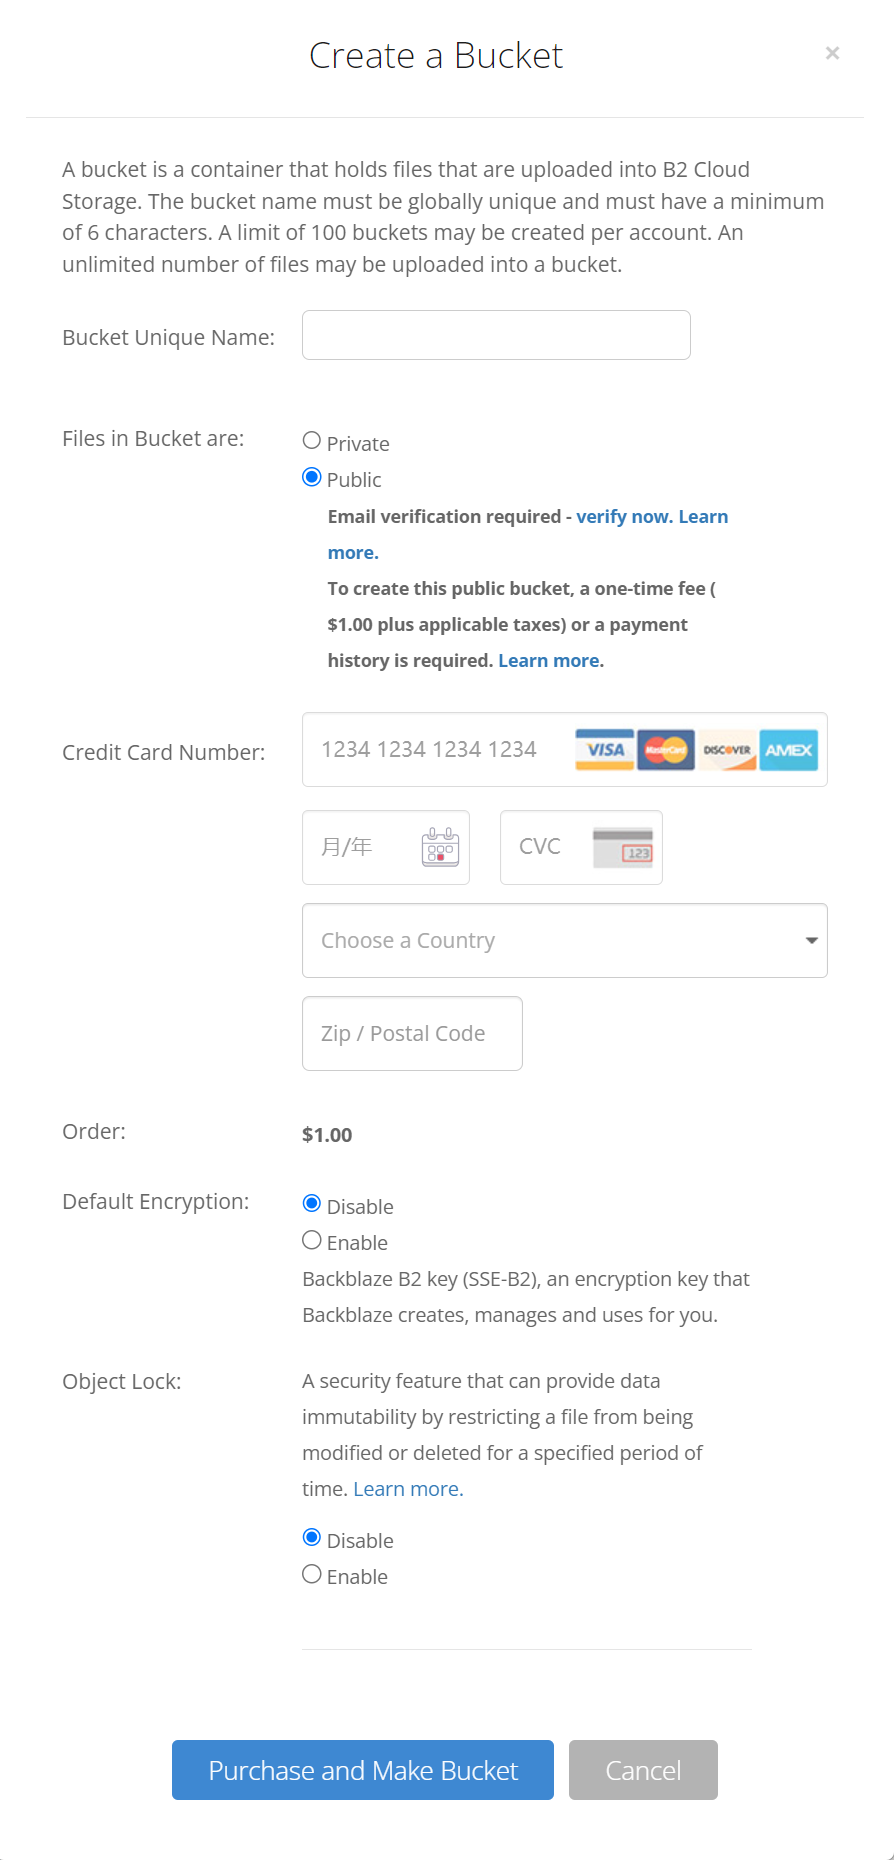 Create a Bucket
×
A bucket is a container that holds files that are uploaded into B2 Cloud
Storage. The bucket name must be globally unique and must have a minimum
of 6 characters. A limit of 100 buckets may be created per account. An
unlimited number of files may be uploaded into a bucket.
Bucket Unique Name:
Files in Bucket are:
Private
Public
Email verification required - verify now. Learn
more.
To create this public bucket, a one-time fee (
$1.00 plus applicable taxes) or a payment
history is required. Learn more.
Credit Card Number:
1234 1234 1234 1234 VISA MasterCard DISCOVER AMEX
月/年 CVC 123
Choose a Country
Zip / Postal Code
Order: $1.00
Default Encryption:
Disable
Enable
Backblaze B2 key (SSE-B2), an encryption key that
Backblaze creates, manages and uses for you.
Object Lock:
A security feature that can provide data
immutability by restricting a file from being
modified or deleted for a specified period of
time. Learn more.
Disable
Enable
Purchase and Make Bucket Cancel